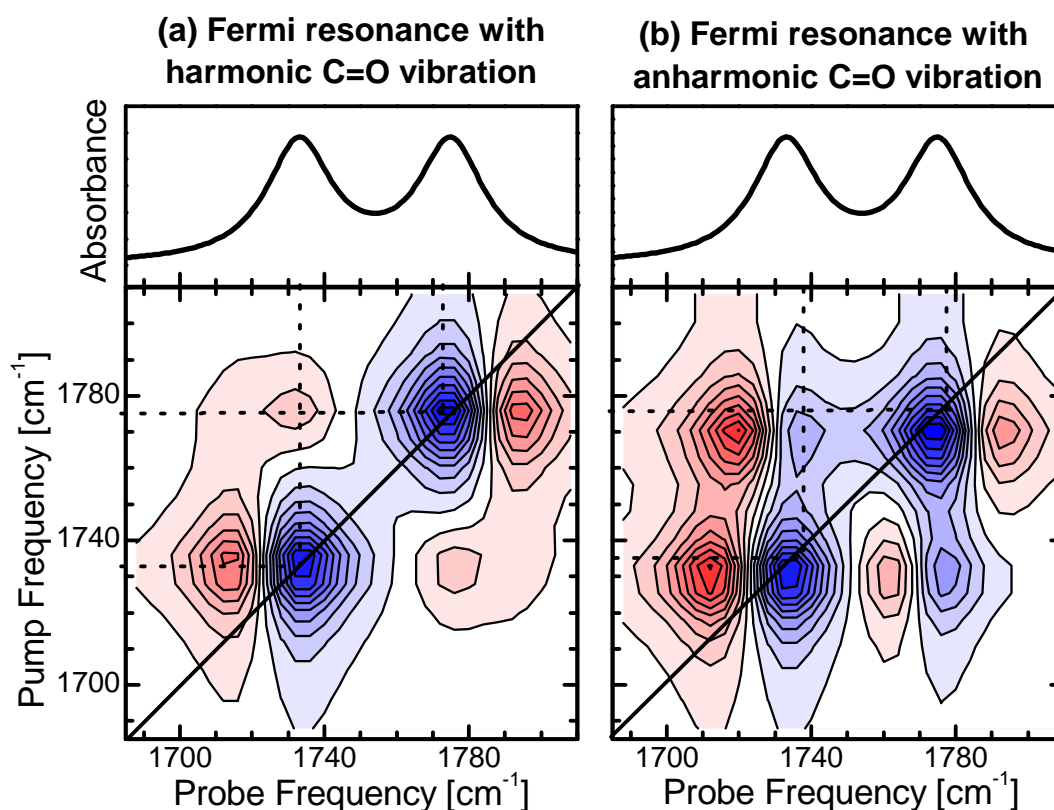 (a) Fermi resonance with
harmonic C=O vibration
(b) Fermi resonance with
anharmonic C=O vibration
Absorbance
Pump Frequency [cm⁻¹]
1780
1740
1700
1700 1740 1780
1700 1740 1780
Probe Frequency [cm⁻¹]
Probe Frequency [cm⁻¹]